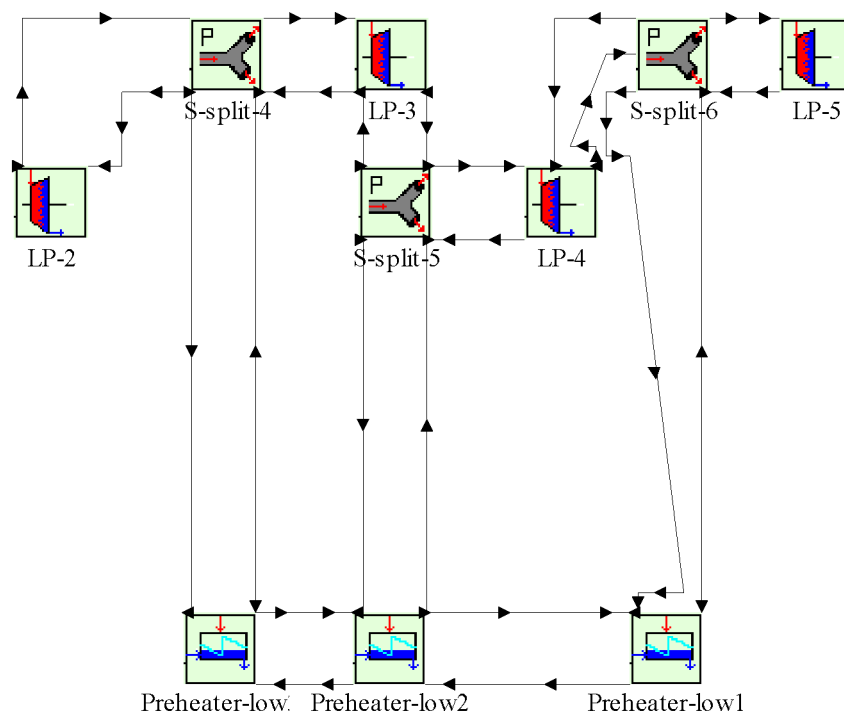 P
P
S-split-4
LP-3
S-split-6
LP-5
P
LP-2
S-split-5
LP-4
Preheater-low
Preheater-low2
Preheater-low1